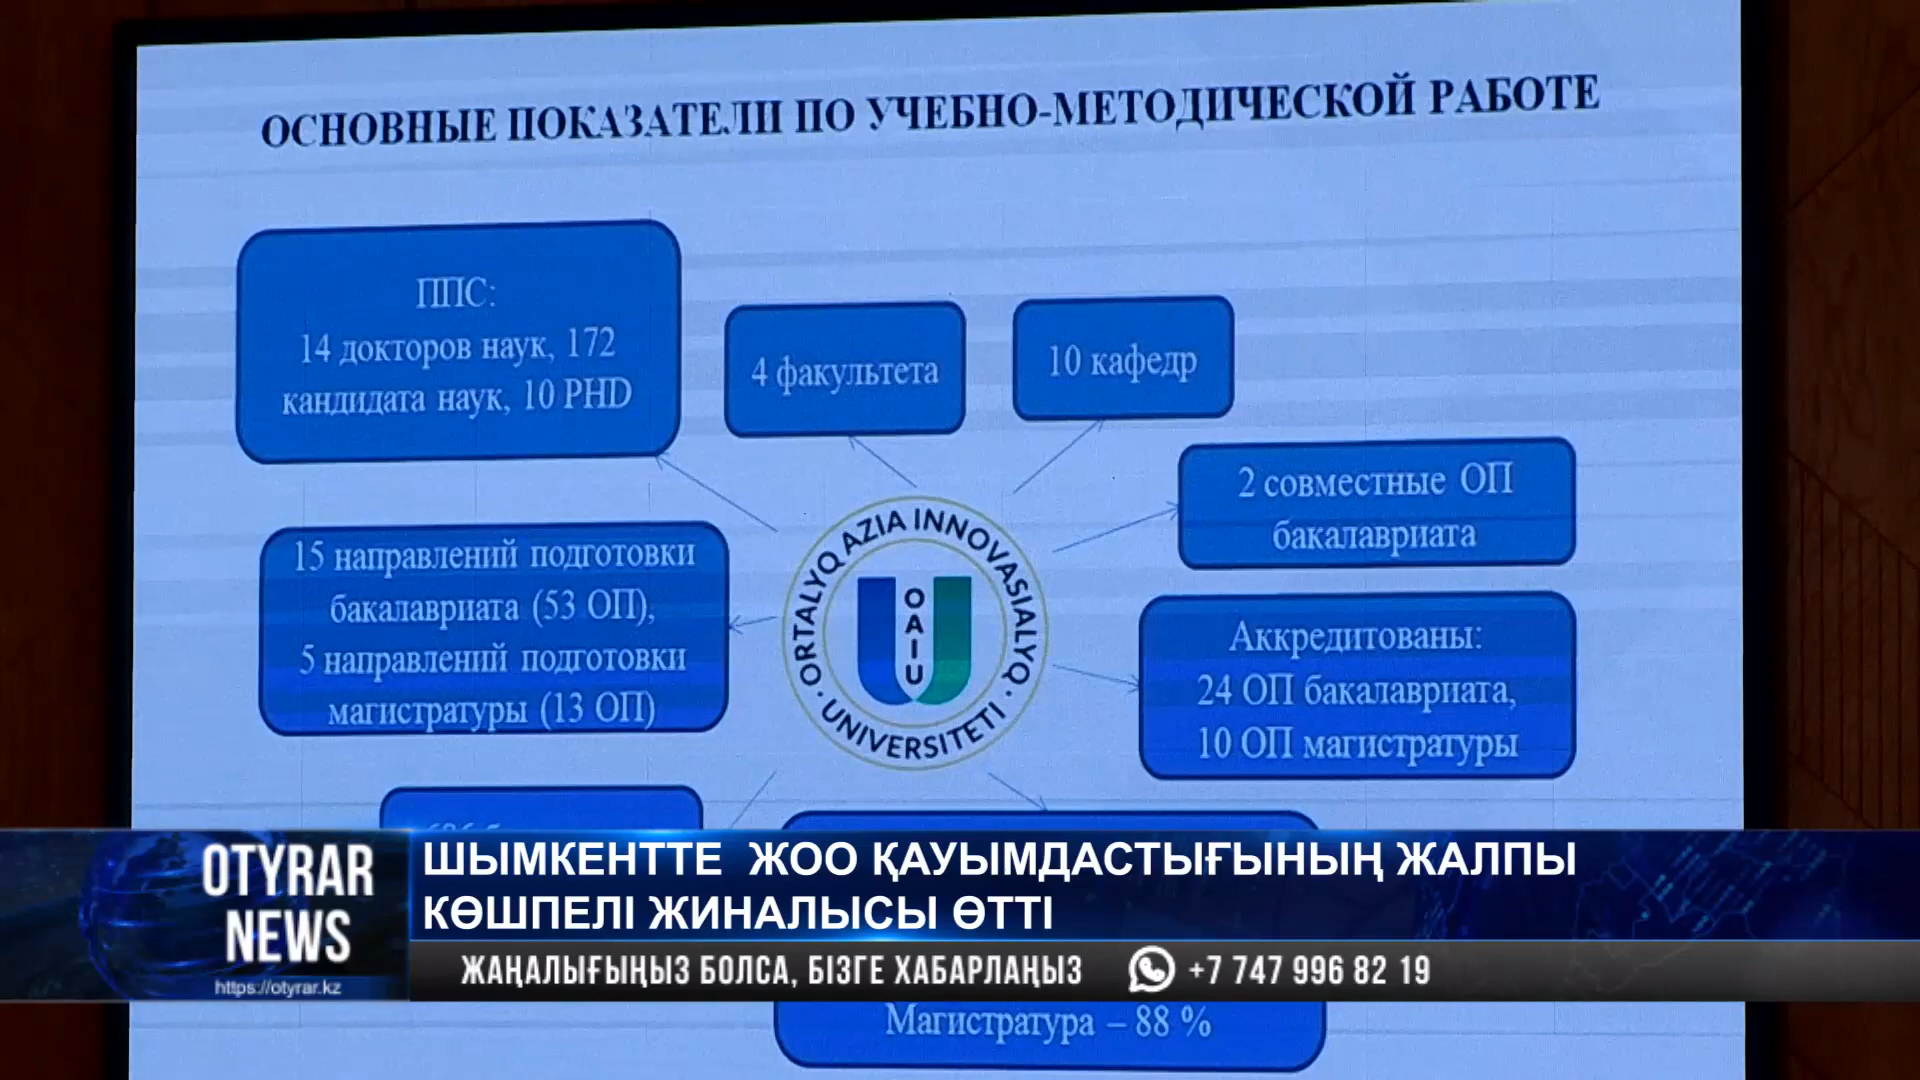 ОСНОВНЫЕ ПОКАЗАТЕЛИ ПО УЧЕБНО-МЕТОДИЧЕСКОЙ РАБОТЕ
ППС:
14 докторов наук, 172
кандидата наук, 10 PHD
4 факультета
10 кафедр
2 совместные ОП
бакалавриата
15 направлений подготовки
бакалавриата (53 ОП),
5 направлений подготовки
магистратуры (13 ОП)
ORTALYQ AZIA INNOVASIALYQ
UNIVERSITETI
OAIU
Аккредитованы:
24 ОП бакалавриата,
10 ОП магистратуры
OTYRAR
NEWS
https://otyrar.kz
ШЫМКЕНТТЕ ЖОО ҚАУЫМДАСТЫҒЫНЫҢ ЖАЛПЫ
КӨШПЕЛІ ЖИНАЛЫСЫ ӨТТІ
ЖАҢАЛЫҒЫҢЫЗ БОЛСА, БІЗГЕ ХАБАРЛАҢЫЗ +7 747 996 82 19
Магистратура – 88 %